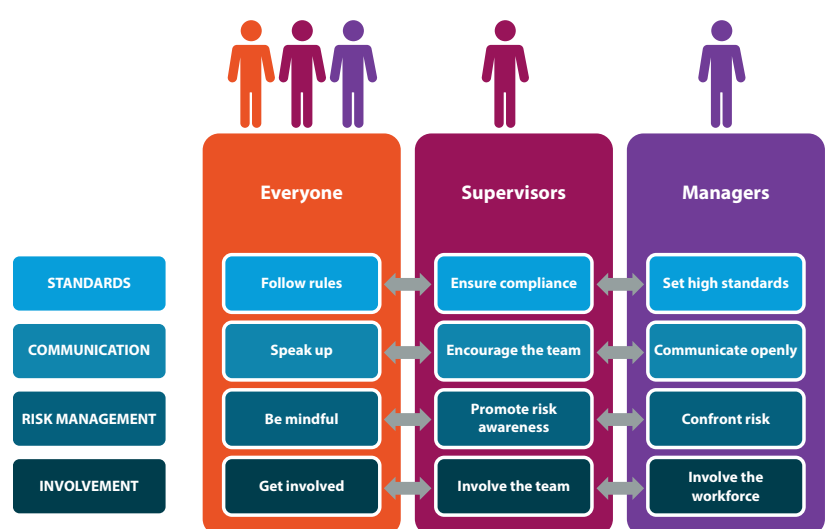 Everyone
Supervisors
Managers
STANDARDS
Follow rules
Ensure compliance
Set high standards
COMMUNICATION
Speak up
Encourage the team
Communicate openly
RISK MANAGEMENT
Be mindful
Promote risk
awareness
Confront risk
INVOLVEMENT
Get involved
Involve the team
Involve the
workforce